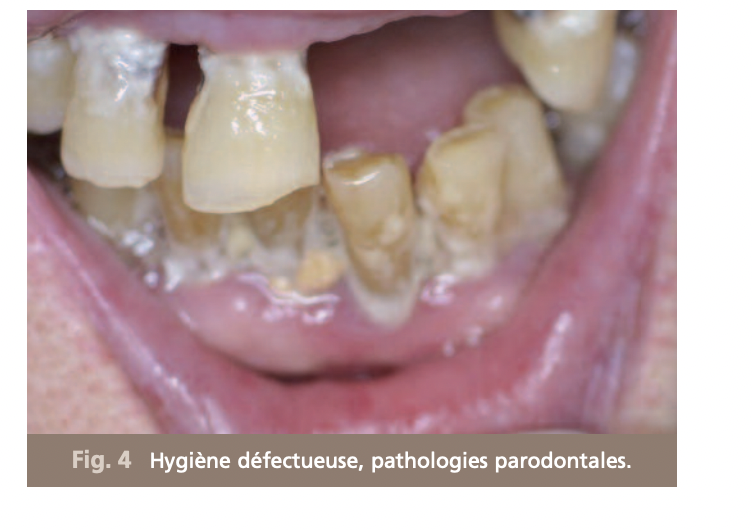 Fig. 4 Hygiène défectueuse, pathologies parodontales.